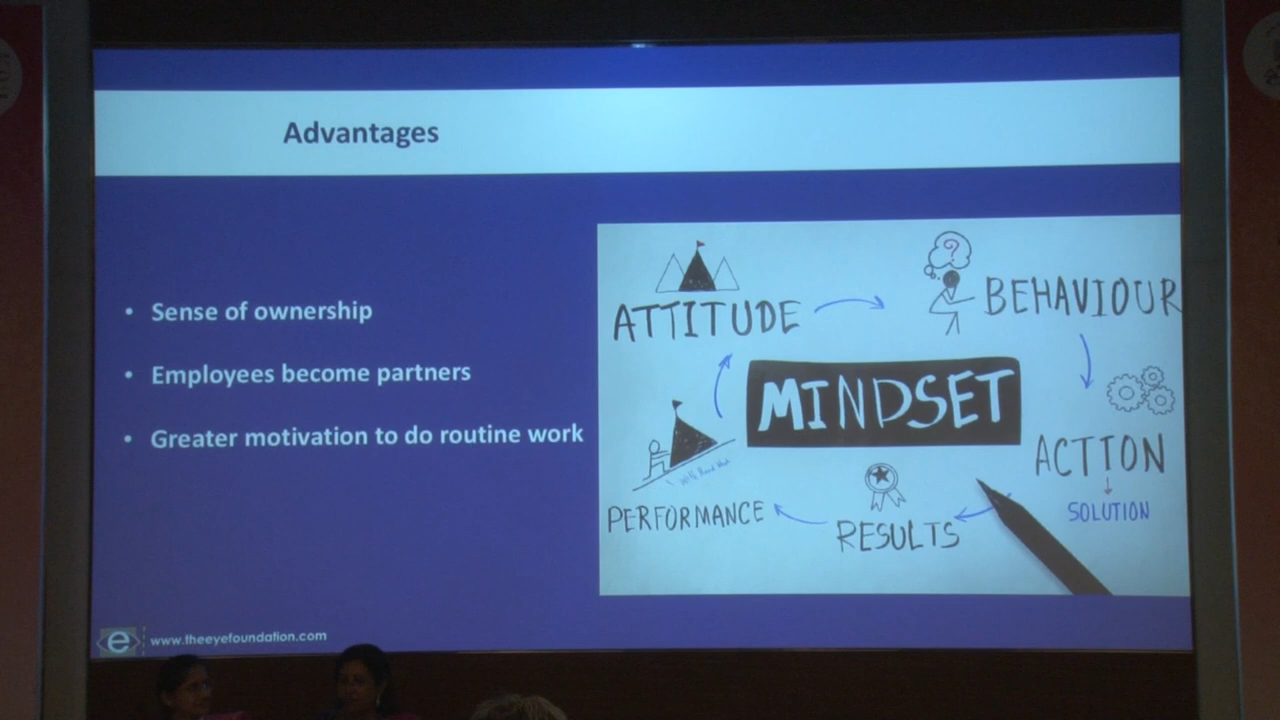 Advantages
• Sense of ownership
• Employees become partners
• Greater motivation to do routine work
ATTITUDE
BEHAVIOUR
MINDSET
ACTION
SOLUTION
RESULTS
PERFORMANCE
e
www.theeyefoundation.com